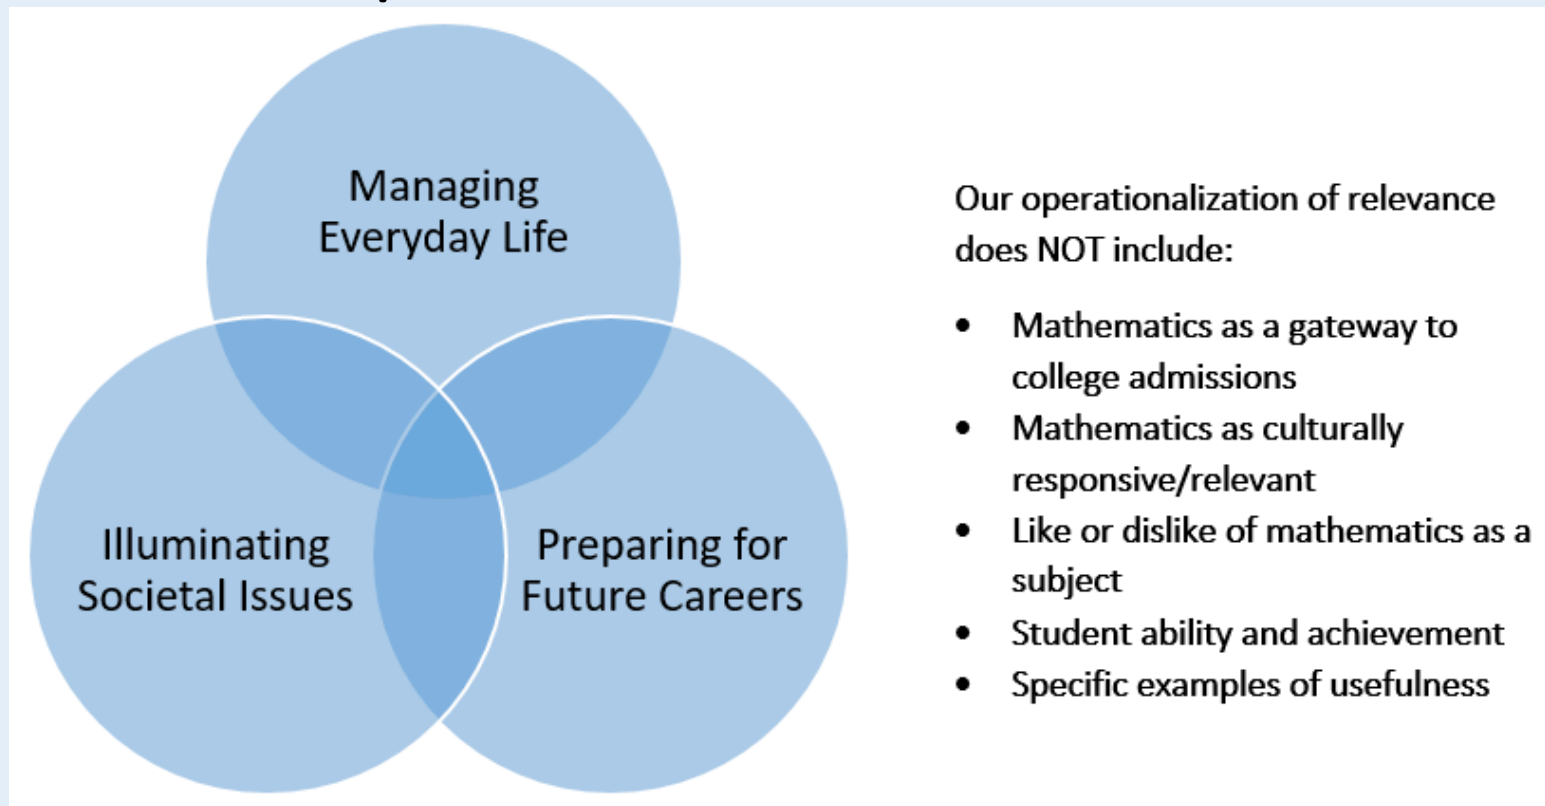 Managing
Everyday Life
Illuminating
Societal Issues
Preparing for
Future Careers
Our operationalization of relevance
does NOT include:
• Mathematics as a gateway to
college admissions
• Mathematics as culturally
responsive/relevant
• Like or dislike of mathematics as a
subject
• Student ability and achievement
• Specific examples of usefulness